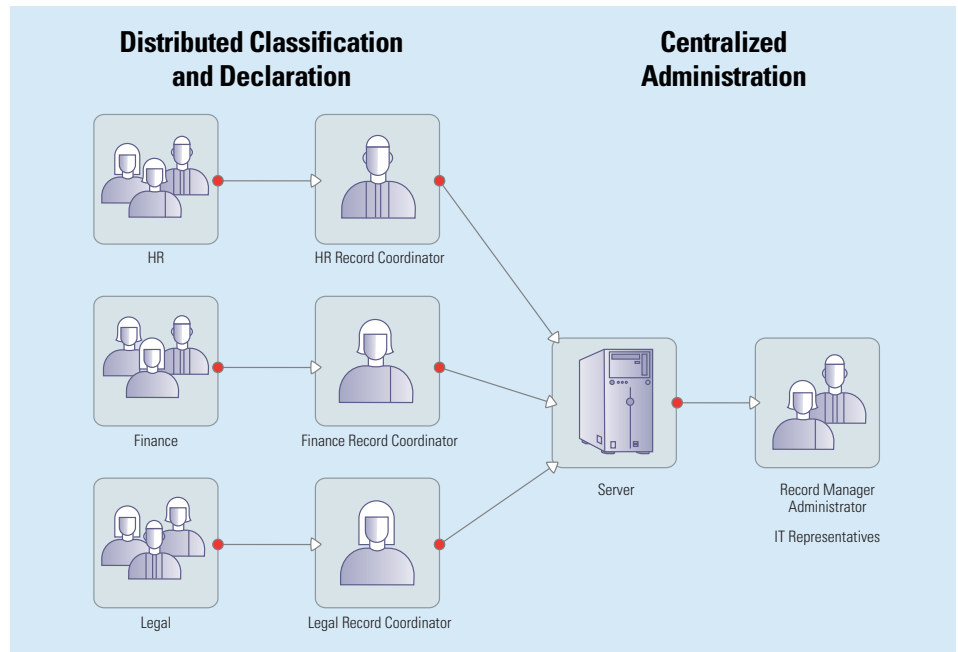 Distributed Classification
and Declaration
Centralized
Administration
HR
HR Record Coordinator
Finance
Finance Record Coordinator
Server
Record Manager
Administrator
IT Representatives
Legal
Legal Record Coordinator